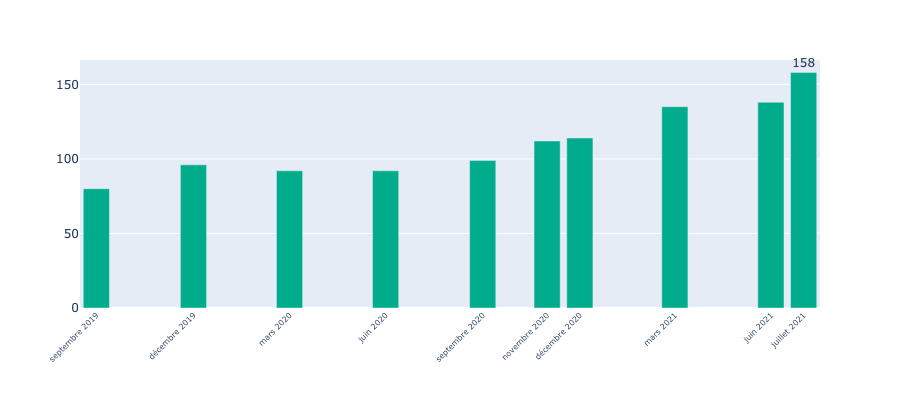 158
150
100
50
0
septembre 2019
décembre 2019
mars 2020
juin 2020
septembre 2020
novembre 2020
décembre 2020
mars 2021
juin 2021
juillet 2021